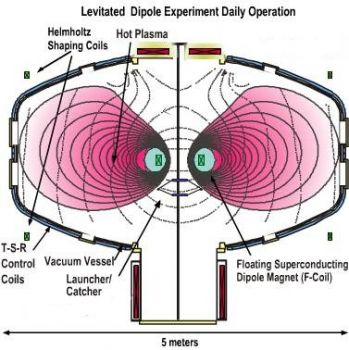 Levitated Dipole Experiment Daily Operation
Helmholtz
Shaping Coils
Hot Plasma
T-S-R
Control
Coils
Vacuum Vessel
Launcher/
Catcher
Floating Superconducting
Dipole Magnet (F-Coil)
5 meters